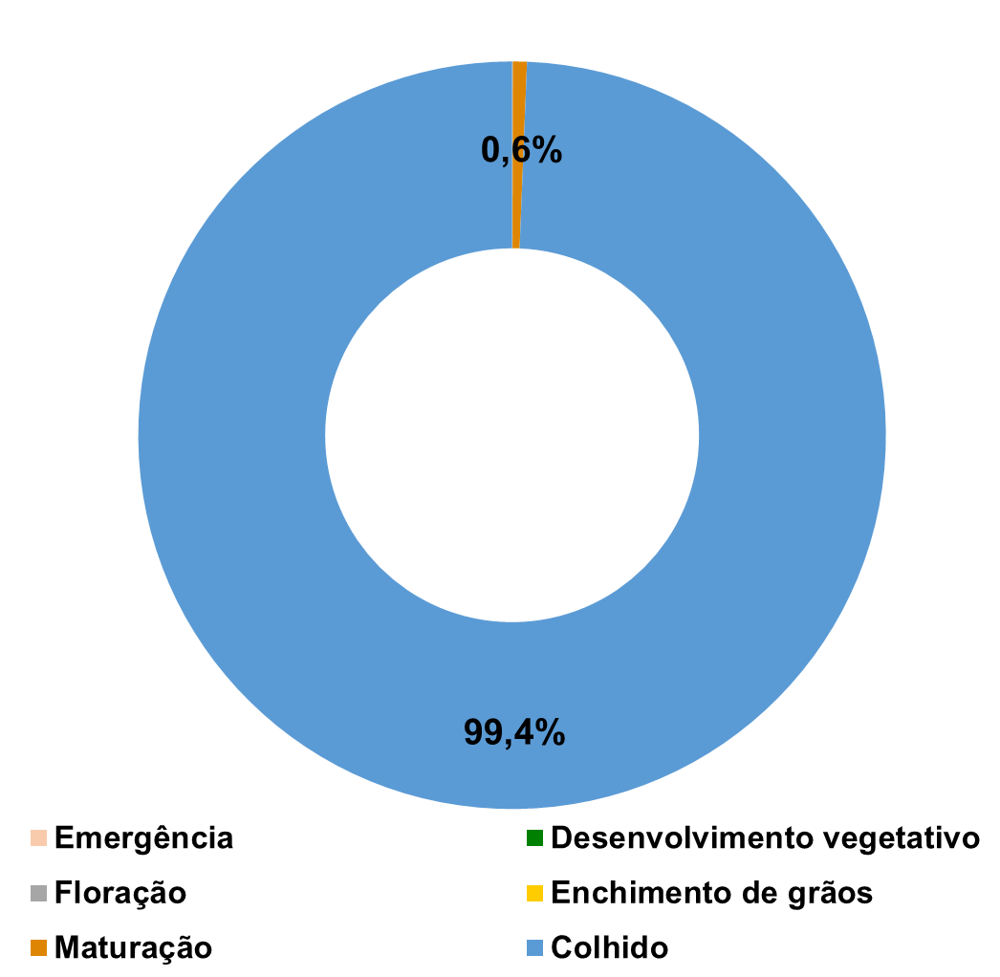 0,6%
99,4%
Emergência
Desenvolvimento vegetativo
Floração
Enchimento de grãos
Maturação
Colhido